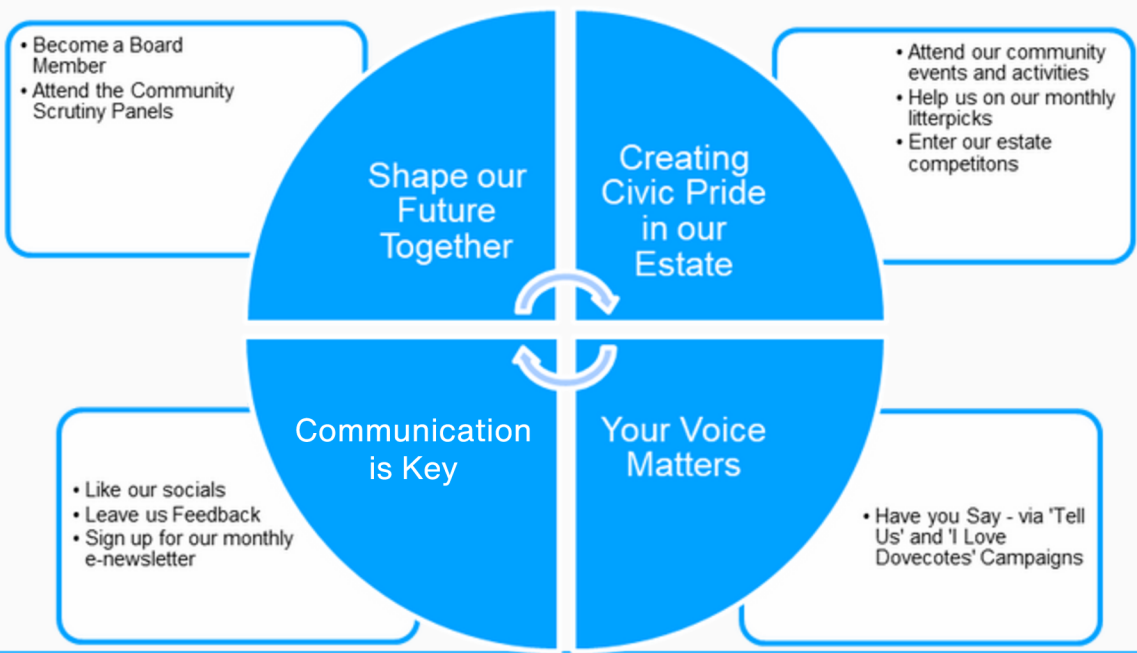 • Become a Board
Member
• Attend the Community
Scrutiny Panels
Shape our
Future
Together
Creating
Civic Pride
in our
Estate
• Attend our community
events and activities
• Help us on our monthly
litterpicks
• Enter our estate
competitons
Communication
is Key
• Like our socials
• Leave us Feedback
• Sign up for our monthly
e-newsletter
Your Voice
Matters
• Have you Say - via 'Tell
Us' and 'I Love
Dovecotes' Campaigns